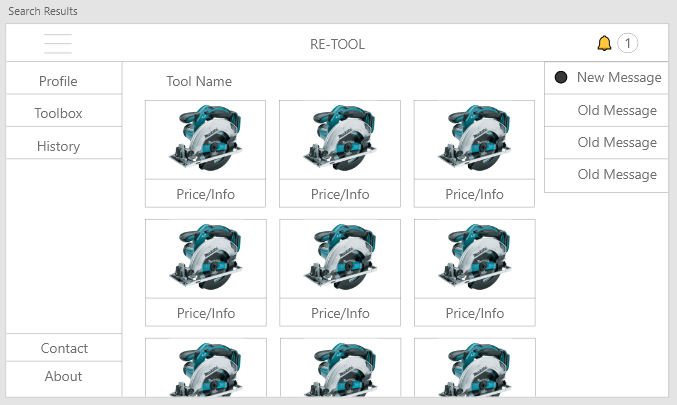 Search Results
RE-TOOL
1
Profile
Toolbox
History
Contact
About
Tool Name
Price/Info
Price/Info
Price/Info
Price/Info
Price/Info
Price/Info
New Message
Old Message
Old Message
Old Message